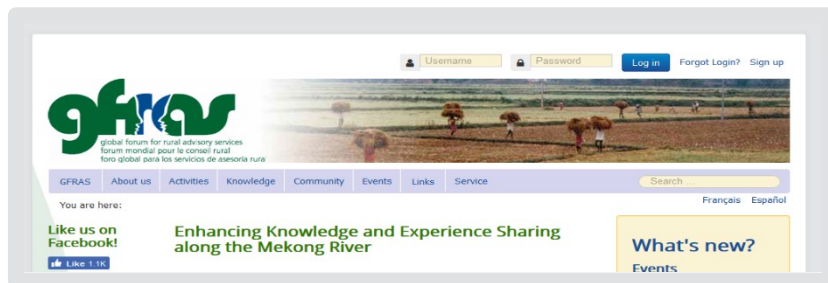 Username Password Log in Forgot Login? Sign up
gfras
global forum for rural advisory services
forum mondial pour le conseil rural
foro global para los servicios de asesoría rura
GFRAS About us Activities Knowledge Community Events Links Service Search ...
You are here:
Français Español
Like us on
Facebook!
Like 1.1K
Enhancing Knowledge and Experience Sharing
along the Mekong River
What's new?
Events